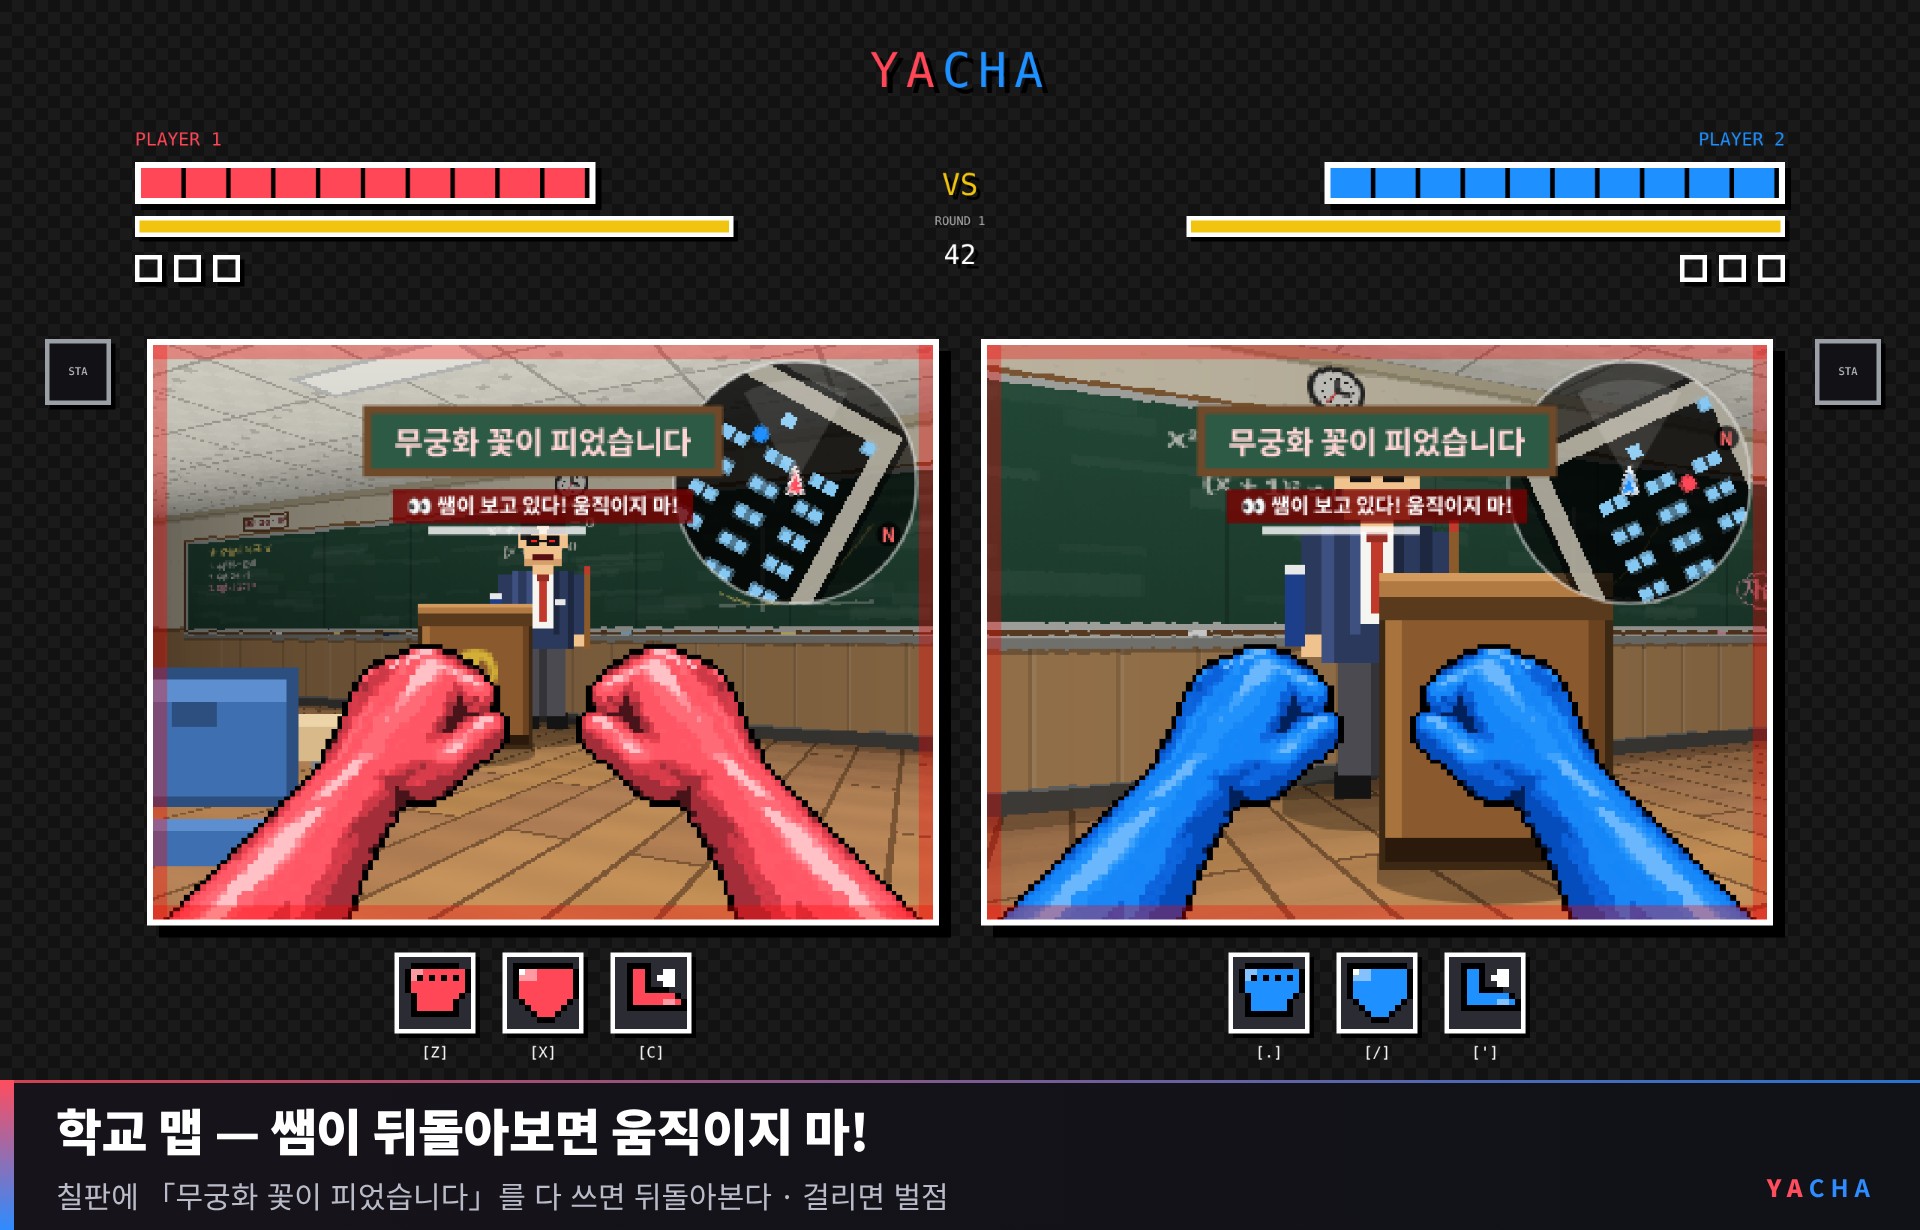 YACHA
PLAYER 1
PLAYER 2
VS
ROUND 1
42
STA
STA
무궁화 꽃이 피었습니다
👀 쌤이 보고 있다! 움직이지 마!
N
무궁화 꽃이 피었습니다
👀 쌤이 보고 있다! 움직이지 마!
N
[Z] [X] [C]
[.] [/] [']
학교 맵 — 쌤이 뒤돌아보면 움직이지 마!
칠판에 「무궁화 꽃이 피었습니다」를 다 쓰면 뒤돌아본다 · 걸리면 벌점
YACHA